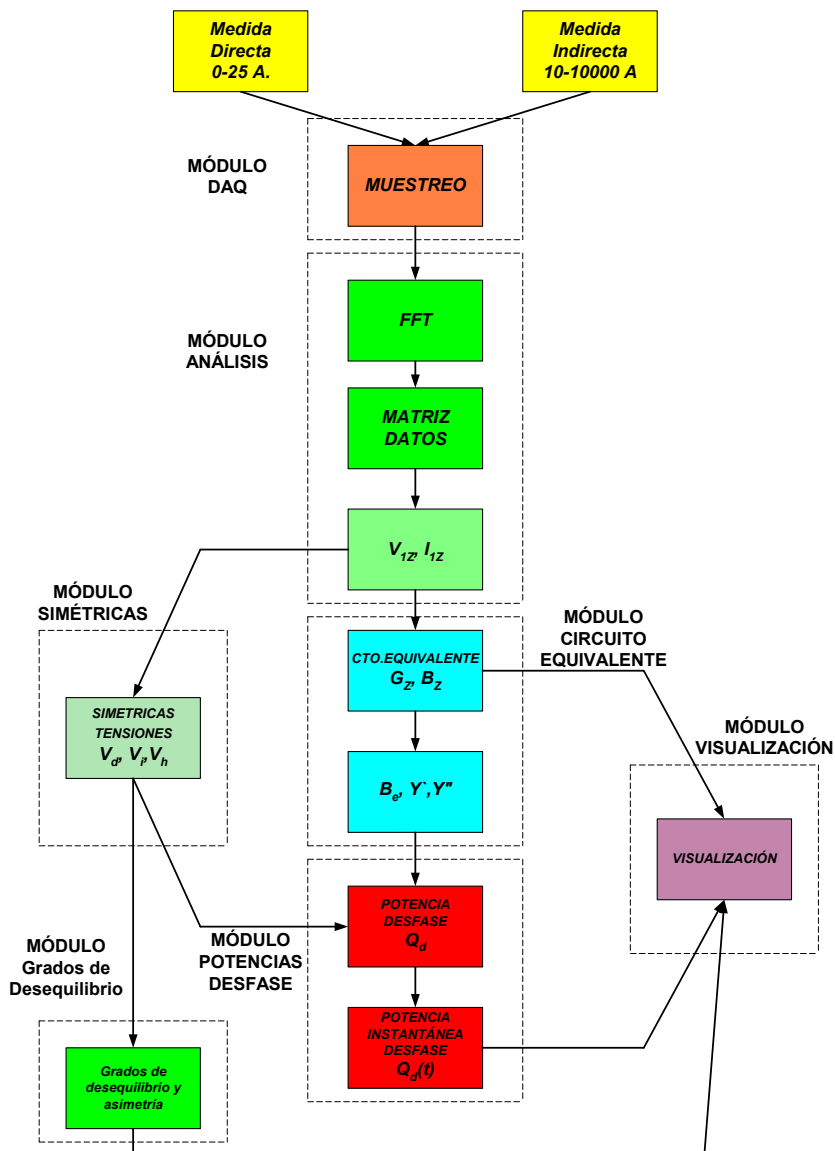 Medida
Directa
0-25 A.
Medida
Indirecta
10-10000 A
MÓDULO
DAQ
MUESTREO
MÓDULO
ANÁLISIS
FFT
MATRIZ
DATOS
V1Z, I1Z
MÓDULO
SIMÉTRICAS
MÓDULO
CIRCUITO
EQUIVALENTE
CTO.EQUIVALENTE
GZ, BZ
SIMETRICAS
TENSIONES
Vd, Vi,Vh
MÓDULO
VISUALIZACIÓN
Be, Y`,Y"
VISUALIZACIÓN
POTENCIA
DESFASE
Qd
MÓDULO
Grados de
Desequilibrio
MÓDULO
POTENCIAS
DESFASE
POTENCIA
INSTANTÁNEA
DESFASE
Qd(t)
Grados de
desequilibrio y
asimetría